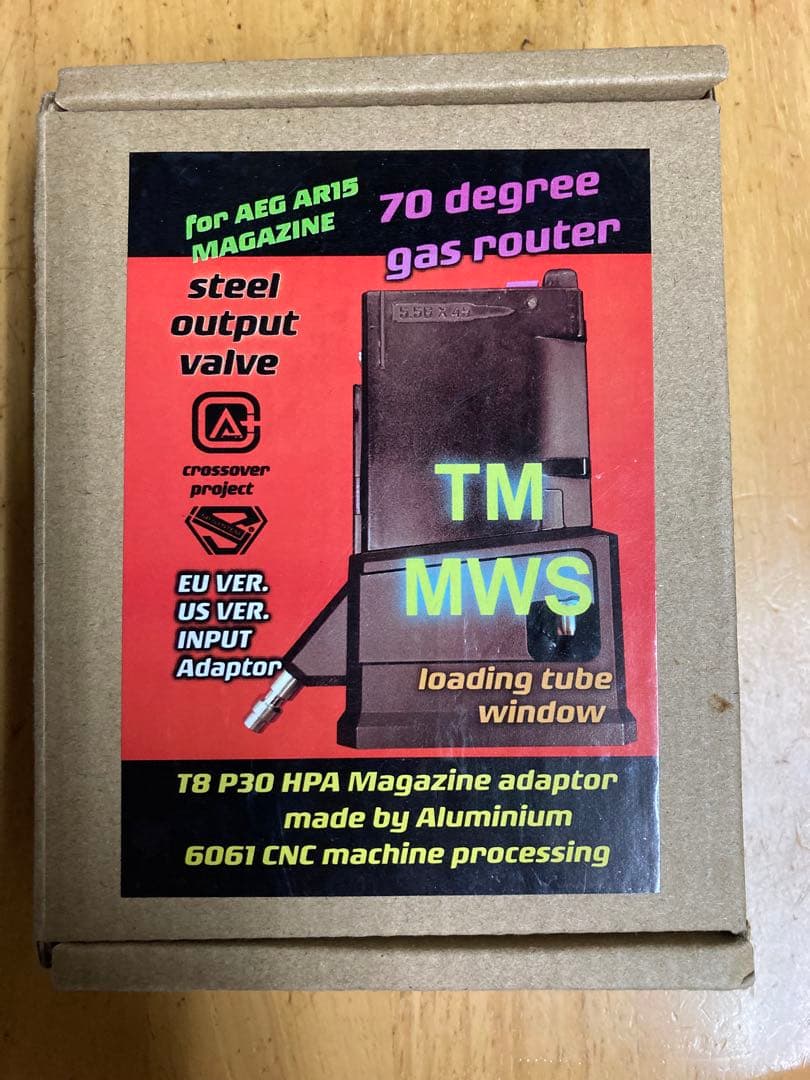 for AEG AR15
MAGAZINE
70 degree
gas router
steel
output
valve
5.56 X 45
crossover
project
TM
MWS
EU VER.
US VER.
INPUT
Adaptor
loading tube
window
T8 P30 HPA Magazine adaptor
made by Aluminium
6061 CNC machine processing